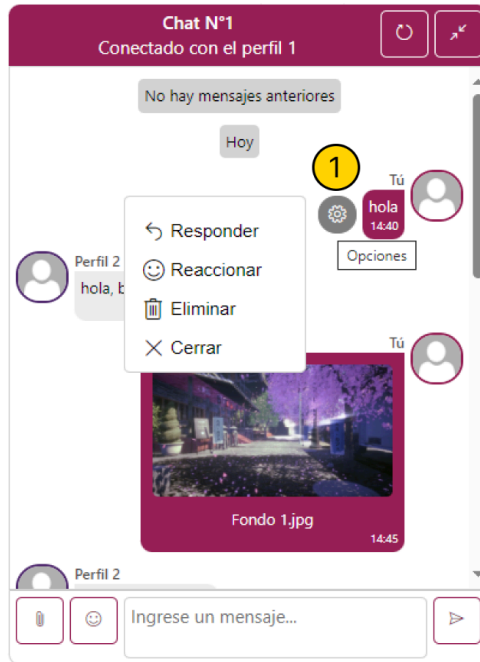 Chat N°1
Conectado con el perfil 1
No hay mensajes anteriores
Hoy
1
Tú
hola
14:40
Opciones
Responder
Reaccionar
Eliminar
Cerrar
Perfil 2
hola,
Tú
Fondo 1.jpg
14:45
Perfil 2
Ingrese un mensaje...